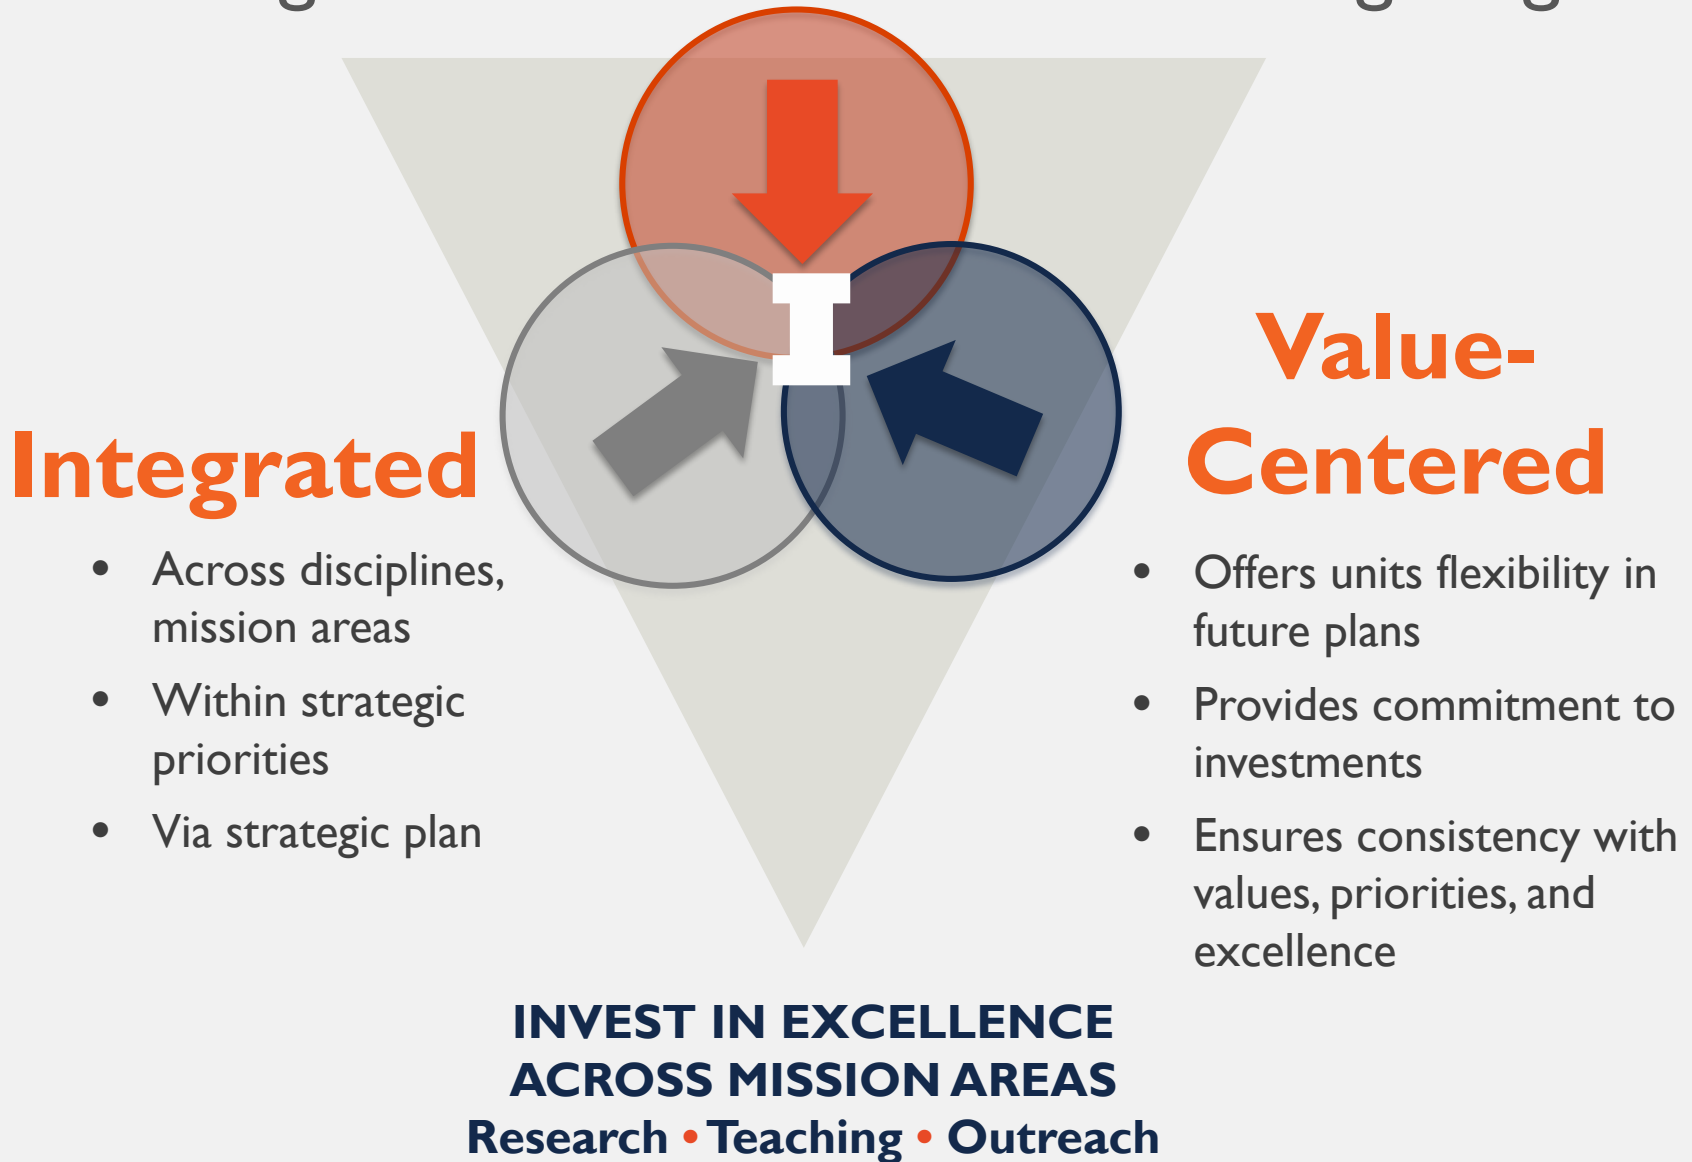 I
Integrated
• Across disciplines,
mission areas
• Within strategic
priorities
• Via strategic plan
Value-
Centered
• Offers units flexibility in
future plans
• Provides commitment to
investments
• Ensures consistency with
values, priorities, and
excellence
INVEST IN EXCELLENCE
ACROSS MISSION AREAS
Research • Teaching • Outreach